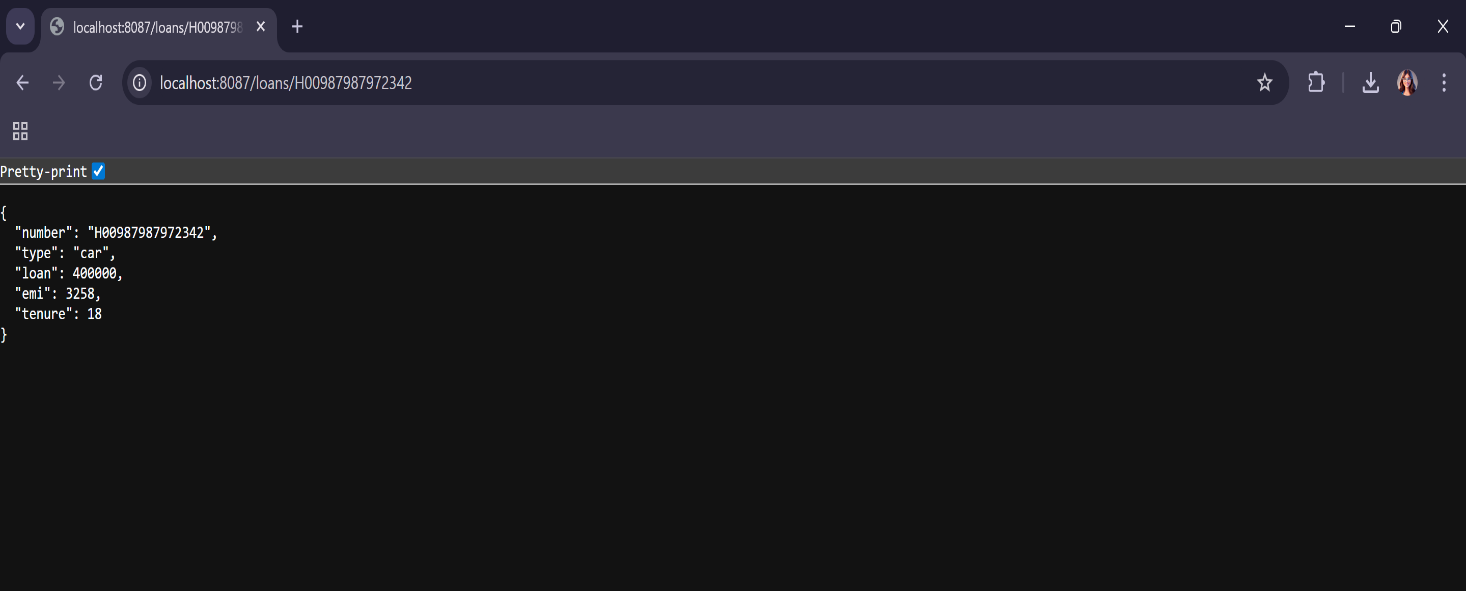 localhost:8087/loans/H0098798
localhost:8087/loans/H00987987972342
Pretty-print
{
  "number": "H00987987972342",
  "type": "car",
  "loan": 400000,
  "emi": 3258,
  "tenure": 18
}